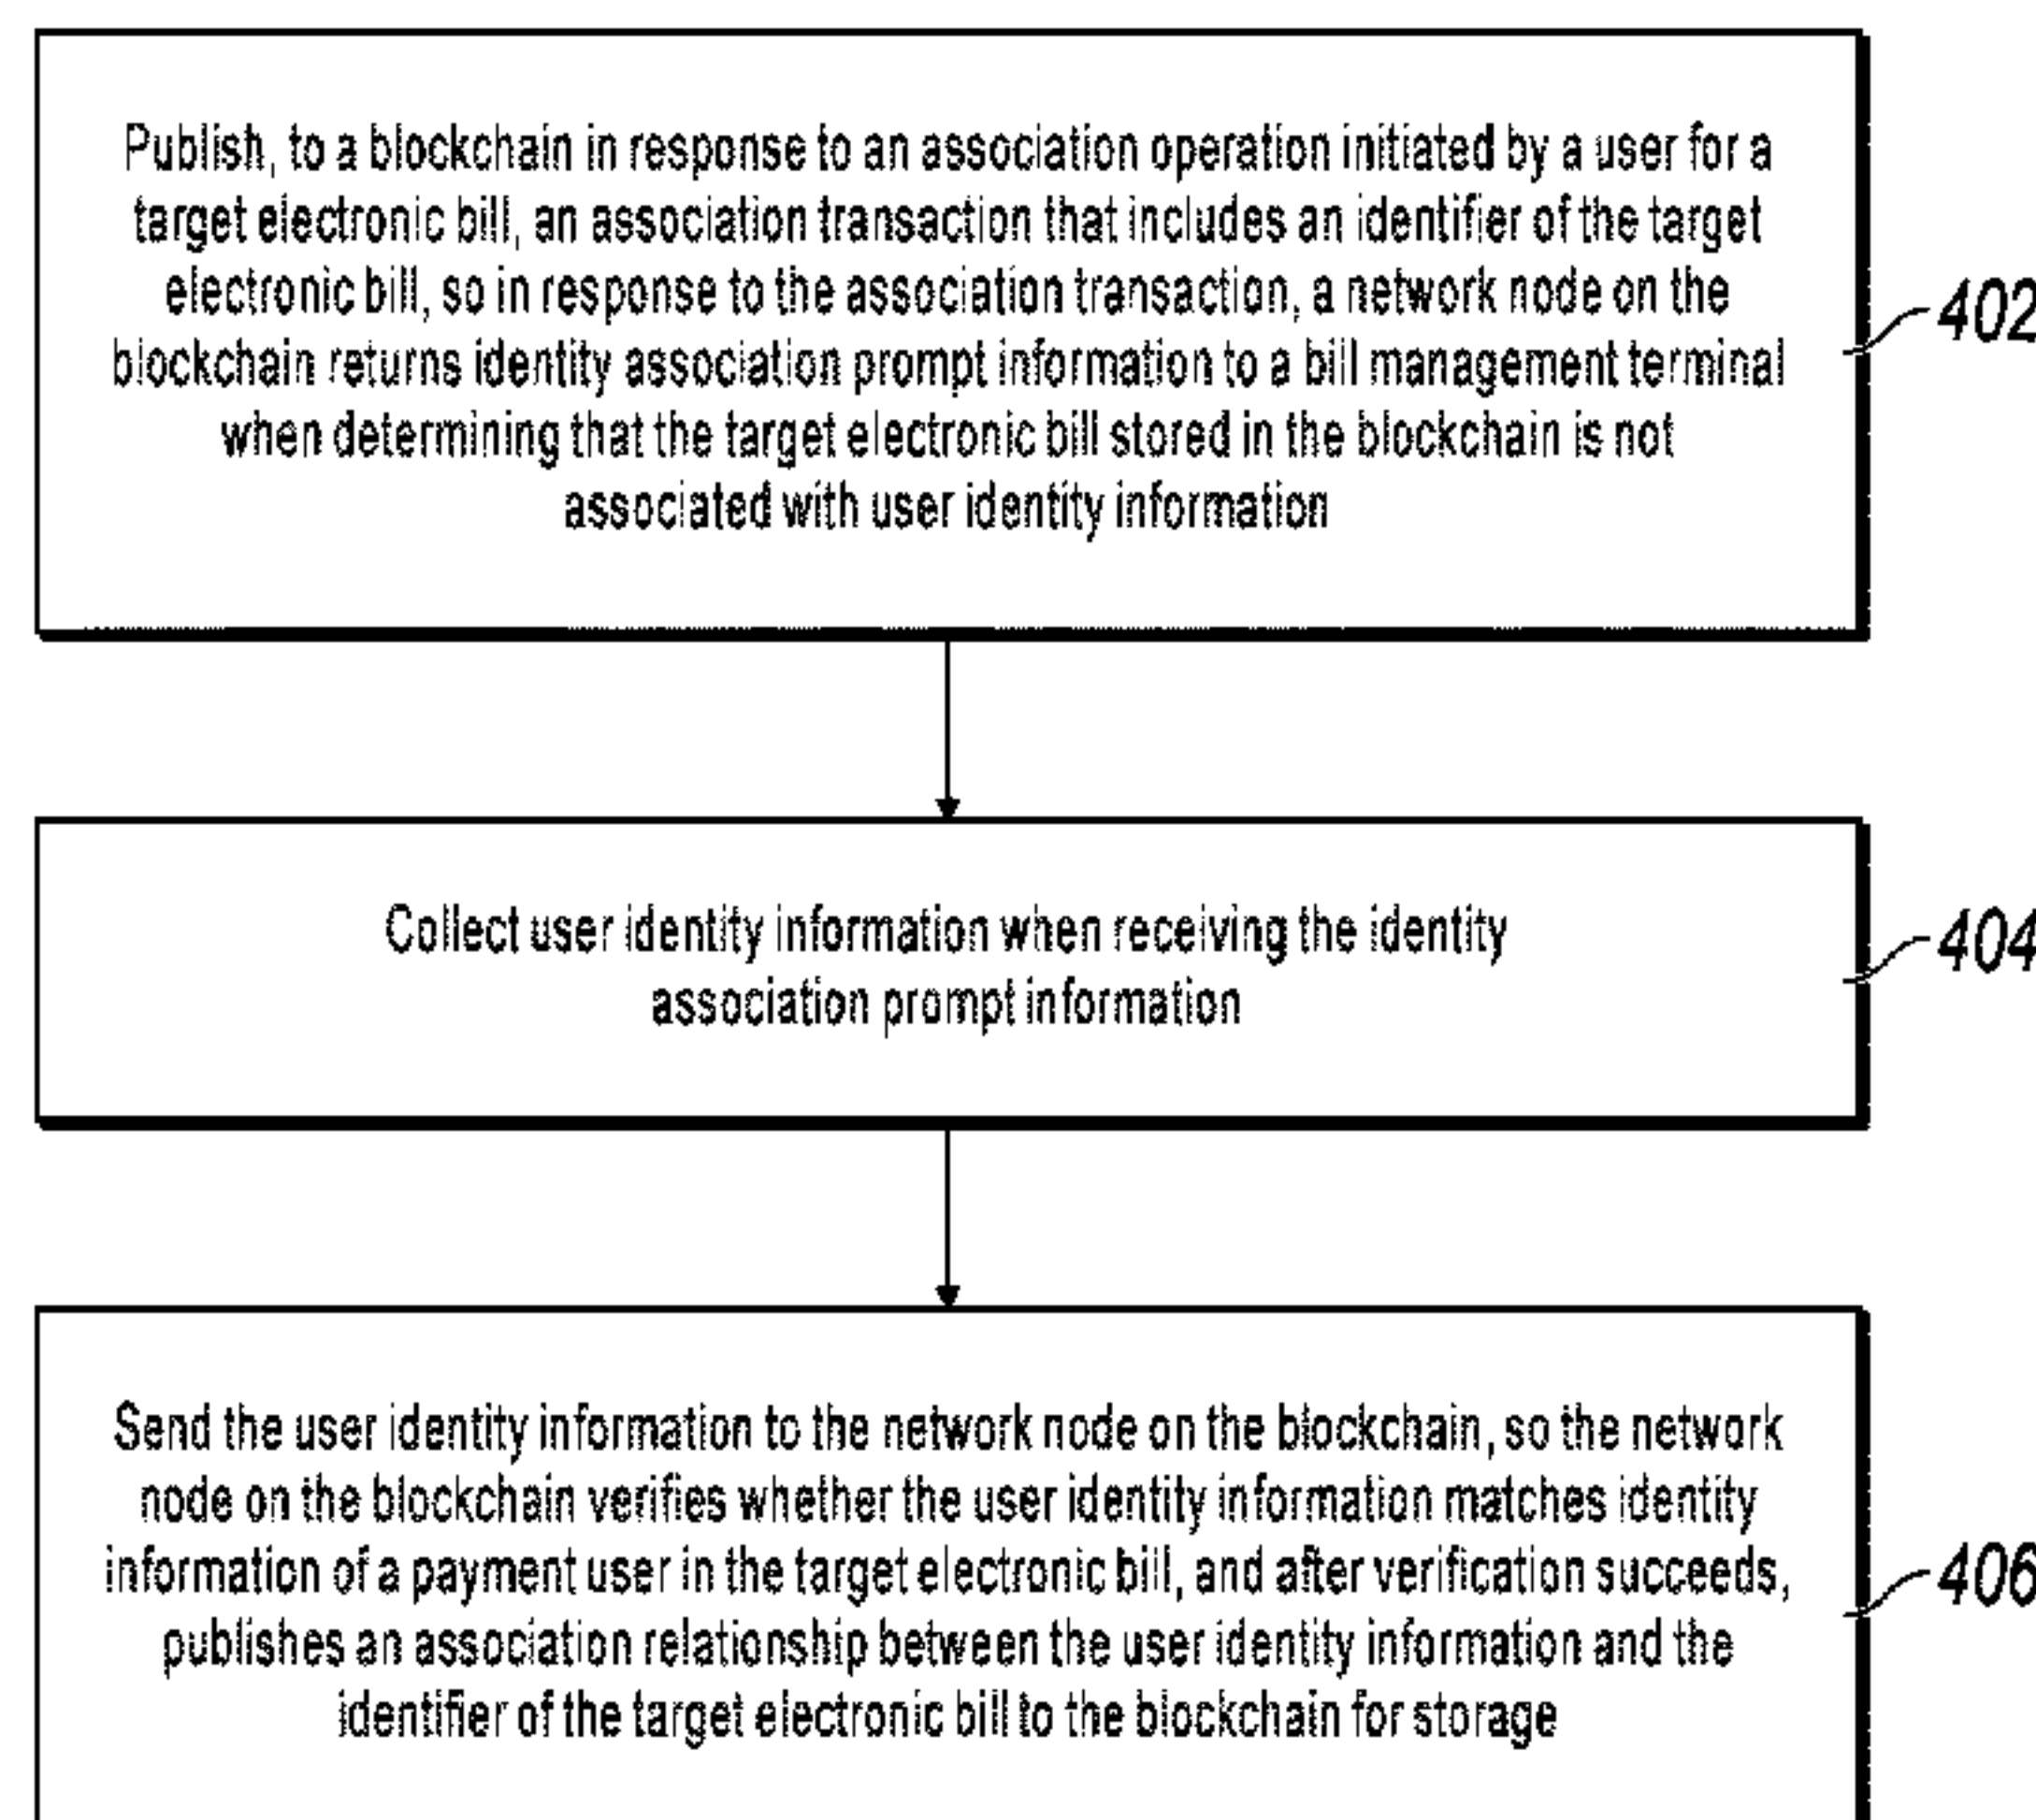 Publish, to a blockchain in response to an association operation initiated by a user for a
target electronic bill, an association transaction that includes an identifier of the target
electronic bill, so in response to the association transaction, a network node on the
blockchain returns identity association prompt information to a bill management terminal
when determining that the target electronic bill stored in the blockchain is not
associated with user identity information
402
Collect user identity information when receiving the identity
association prompt information
404
Send the user identity information to the network node on the blockchain, so the network
node on the blockchain verifies whether the user identity information matches identity
information of a payment user in the target electronic bill, and after verification succeeds,
publishes an association relationship between the user identity information and the
identifier of the target electronic bill to the blockchain for storage
406